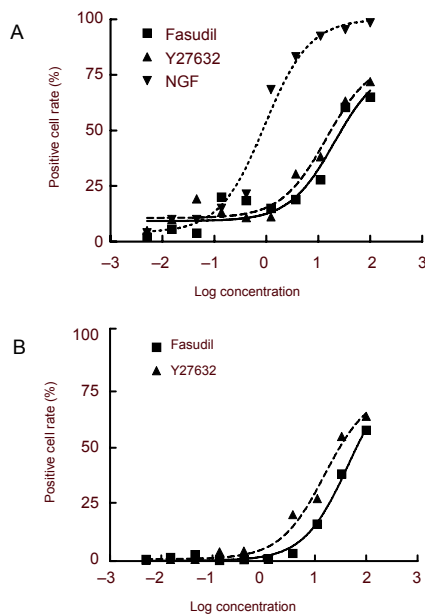 A
Fasudil
Y27632
NGF
100
75
50
25
0
Positive cell rate (%)
–3 –2 –1 0 1 2 3
Log concentration
B
Fasudil
Y27632
100
75
50
25
0
Positive cell rate (%)
–3 –2 –1 0 1 2 3
Log concentration